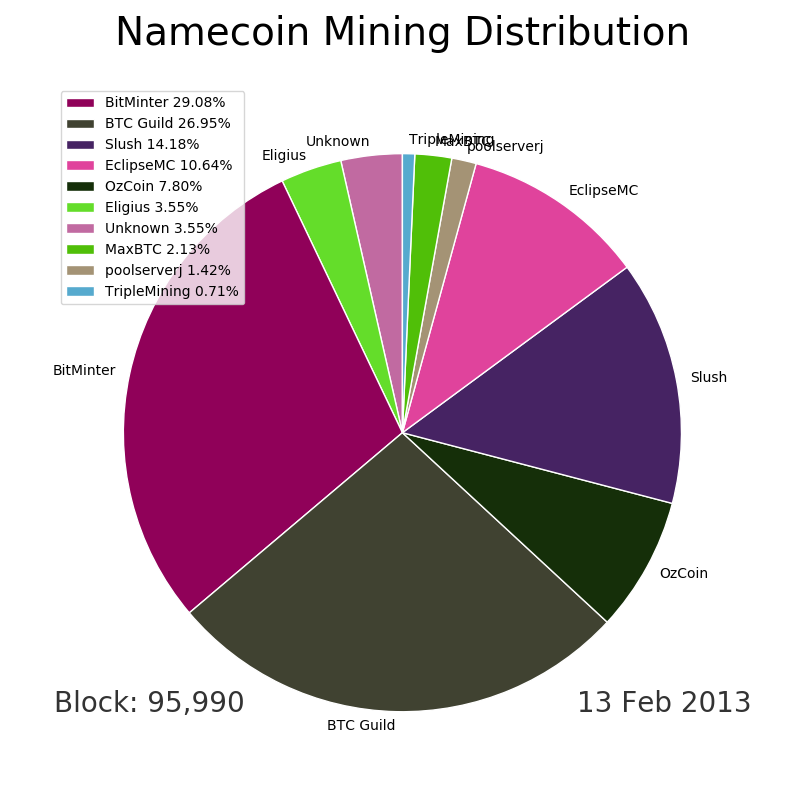 Namecoin Mining Distribution
BitMinter 29.08%
BTC Guild 26.95%
Slush 14.18%
EclipseMC 10.64%
OzCoin 7.80%
Eligius 3.55%
Unknown 3.55%
MaxBTC 2.13%
poolserverj 1.42%
TripleMining 0.71%
TripleMining
MaxBTC
poolserverj
Unknown
Eligius
EclipseMC
BitMinter
Slush
OzCoin
BTC Guild
Block: 95,990
13 Feb 2013